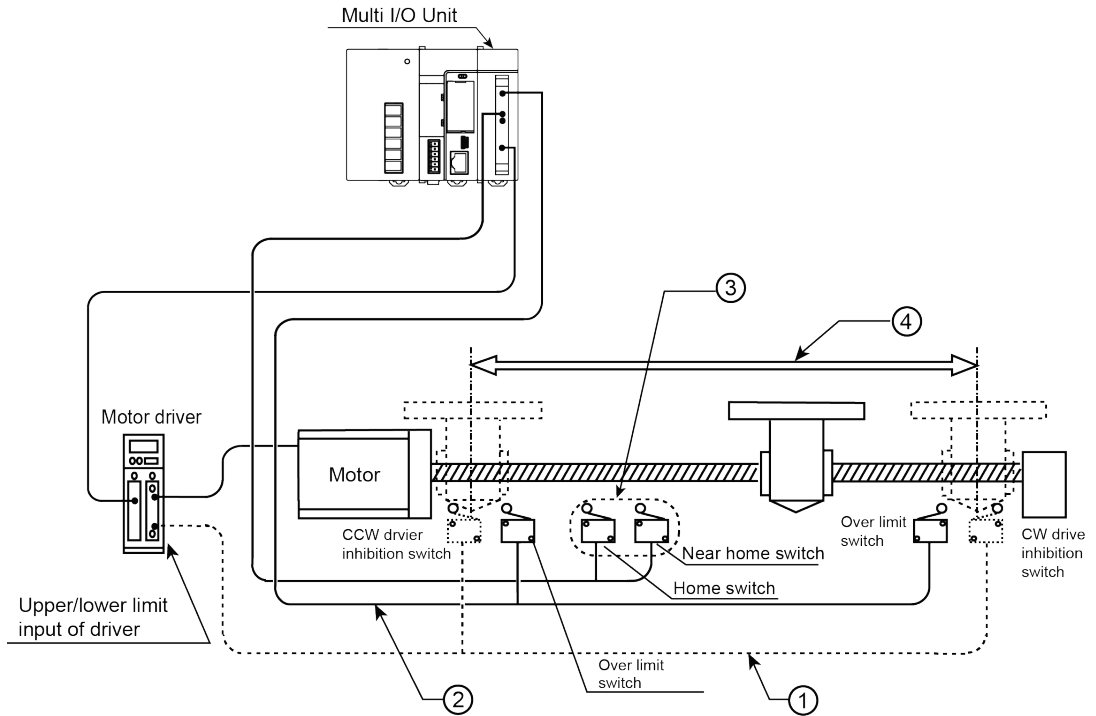 Multi I/O Unit
3
4
Motor driver
Motor
CCW drvier
inhibition switch
Over limit
switch
CW drive
inhibition
switch
Near home switch
Home switch
Upper/lower limit
input of driver
Over limit
switch
2
1